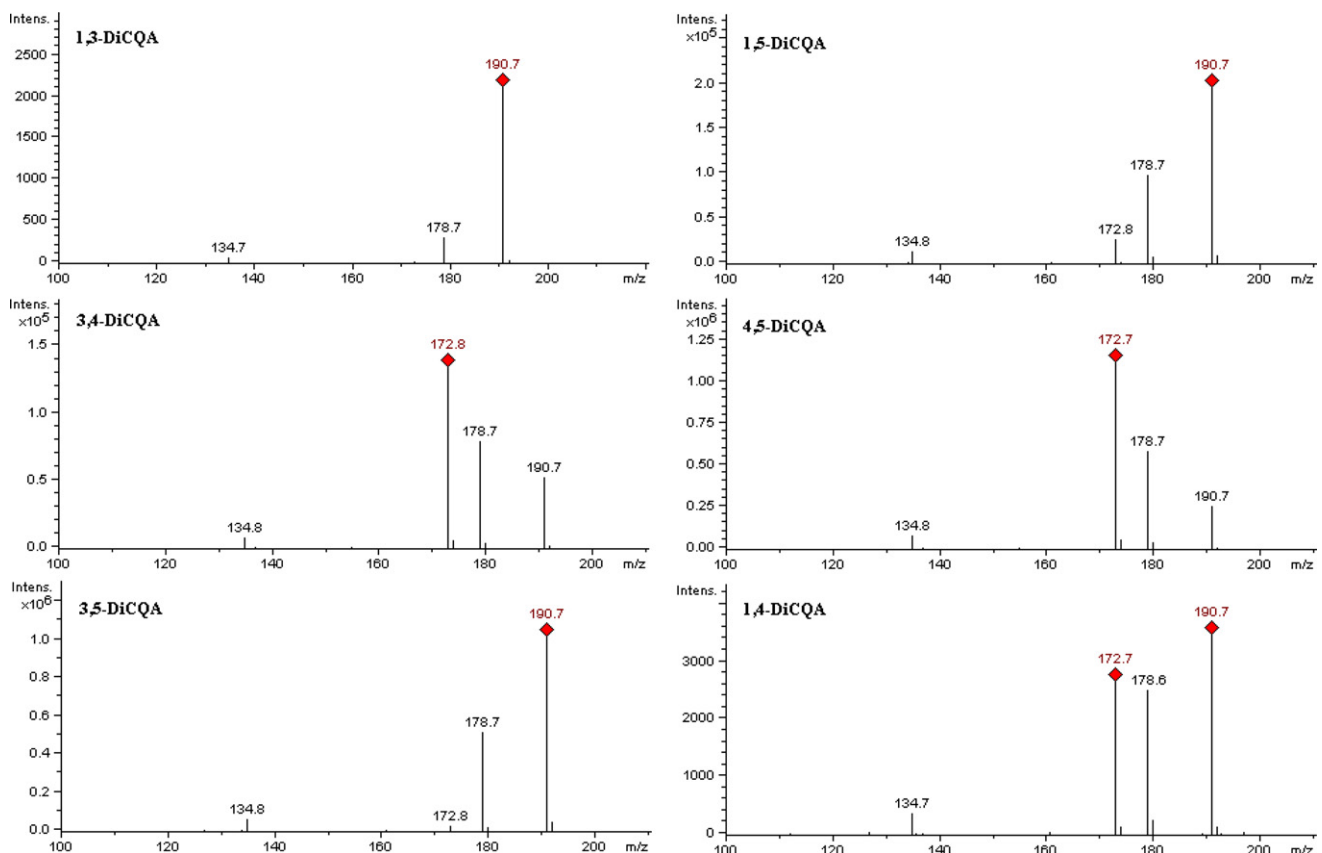 Intens.
1,3-DiCQA
190.7
2500
2000
1500
1000
500
0
178.7
134.7
100 120 140 160 180 200 m/z
Intens.
x10⁵
1,5-DiCQA
190.7
2.0
1.5
1.0
0.5
0.0
178.7
172.8
134.8
100 120 140 160 180 200 m/z
Intens.
x10⁵
3,4-DiCQA
172.8
1.5
1.0
0.5
0.0
178.7
190.7
134.8
100 120 140 160 180 200 m/z
Intens.
x10⁶
4,5-DiCQA
172.7
1.25
1.00
0.75
0.50
0.25
0.00
178.7
190.7
134.8
100 120 140 160 180 200 m/z
Intens.
x10⁶
3,5-DiCQA
190.7
1.0
0.8
0.6
0.4
0.2
0.0
178.7
172.8
134.8
100 120 140 160 180 200 m/z
Intens.
1,4-DiCQA
190.7
172.7
178.6
3000
2000
1000
0
134.7
100 120 140 160 180 200 m/z